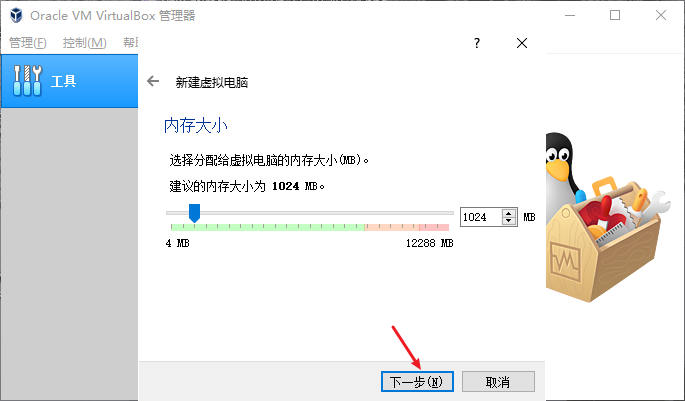 Oracle VM VirtualBox 管理器
管理(F) 控制(M)
?
工具
新建虚拟电脑
内存大小
选择分配给虚拟电脑的内存大小(MB)。
建议的内存大小为 1024 MB。
1024 MB
4 MB 12288 MB
下一步(N) 取消